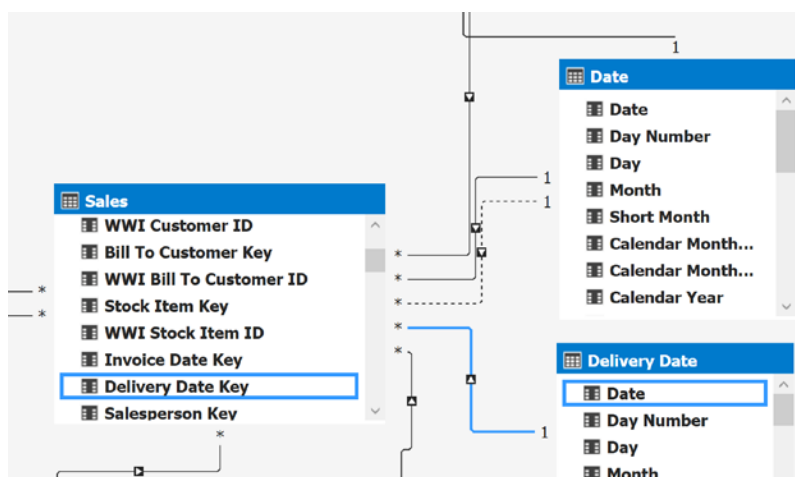 1
Date
Date
Day Number
Day
Month
Short Month
Calendar Month...
Calendar Month...
Calendar Year
1
1
Sales
WWI Customer ID
Bill To Customer Key
WWI Bill To Customer ID
Stock Item Key
WWI Stock Item ID
Invoice Date Key
Delivery Date Key
Salesperson Key
*
*
*
*
*
*
*
*
1
Delivery Date
Date
Day Number
Day
Month